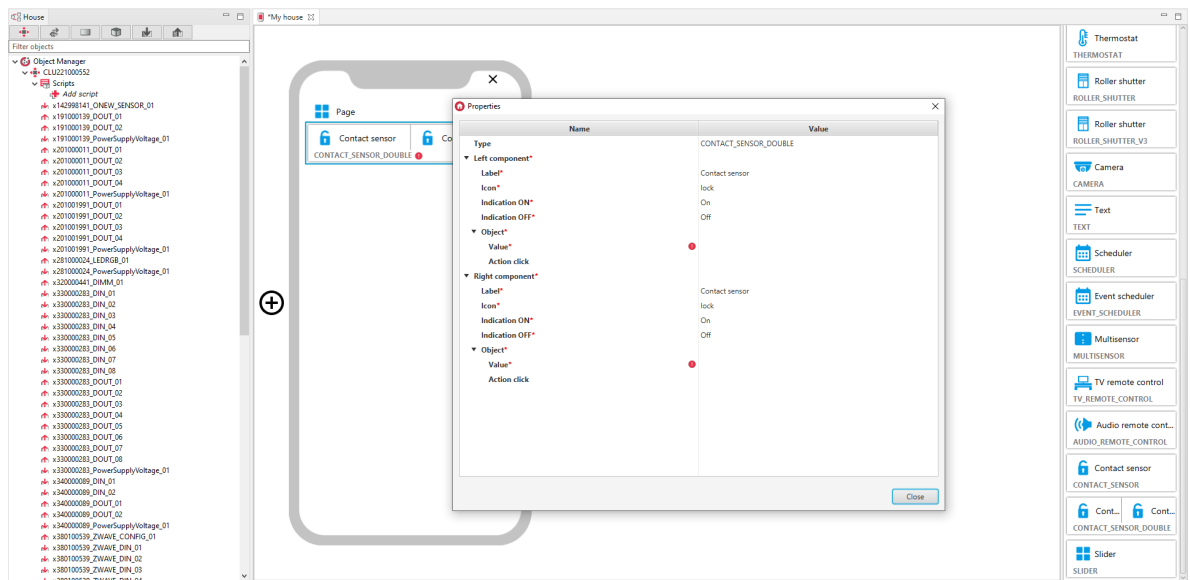 House
*My house
Filter objects
Object Manager
CLU221000552
Scripts
Add script
x142998141_ONEW_SENSOR_01
x191000139_DOUT_01
x191000139_DOUT_02
x191000139_PowerSupplyVoltage_01
x201000011_DOUT_01
x201000011_DOUT_02
x201000011_DOUT_03
x201000011_DOUT_04
x201000011_PowerSupplyVoltage_01
x201001991_DOUT_01
x201001991_DOUT_02
x201001991_DOUT_03
x201001991_DOUT_04
x201001991_PowerSupplyVoltage_01
x281000024_LEDRGB_01
x281000024_PowerSupplyVoltage_01
x320000441_DIMM_01
x330000283_DIN_01
x330000283_DIN_02
x330000283_DIN_03
x330000283_DIN_04
x330000283_DIN_05
x330000283_DIN_06
x330000283_DIN_07
x330000283_DIN_08
x330000283_DOUT_01
x330000283_DOUT_02
x330000283_DOUT_03
x330000283_DOUT_04
x330000283_DOUT_05
x330000283_DOUT_06
x330000283_DOUT_07
x330000283_DOUT_08
x330000283_PowerSupplyVoltage_01
x340000089_DIN_01
x340000089_DIN_02
x340000089_DOUT_01
x340000089_DOUT_02
x340000089_PowerSupplyVoltage_01
x380100539_ZWAVE_CONFIG_01
x380100539_ZWAVE_DIN_01
x380100539_ZWAVE_DIN_02
x380100539_ZWAVE_DIN_03
x380100539_ZWAVE_DIN_04
Page
Contact sensor
Co
CONTACT_SENSOR_DOUBLE
Properties
Name Value
Type CONTACT_SENSOR_DOUBLE
Left component*
Label* Contact sensor
Icon* lock
Indication ON* On
Indication OFF* Off
Object*
Value*
Action click
Right component*
Label* Contact sensor
Icon* lock
Indication ON* On
Indication OFF* Off
Object*
Value*
Action click
Close
Thermostat
THERMOSTAT
Roller shutter
ROLLER_SHUTTER
Roller shutter
ROLLER_SHUTTER_V3
Camera
CAMERA
Text
TEXT
Scheduler
SCHEDULER
Event scheduler
EVENT_SCHEDULER
Multisensor
MULTISENSOR
TV remote control
TV_REMOTE_CONTROL
Audio remote cont...
AUDIO_REMOTE_CONTROL
Contact sensor
CONTACT_SENSOR
Cont... Cont...
CONTACT_SENSOR_DOUBLE
Slider
SLIDER